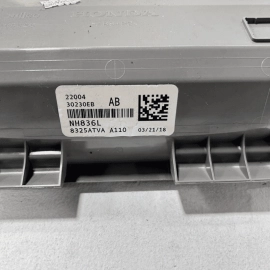 22004
30230EB AB
NH836L
8325ATVA A110 03/21/18